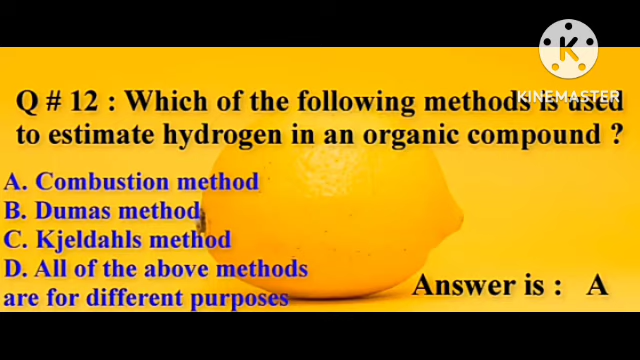 KINEMASTER
Q # 12 : Which of the following methods is used
to estimate hydrogen in an organic compound ?
A. Combustion method
B. Dumas method
C. Kjeldahls method
D. All of the above methods
are for different purposes
Answer is : A